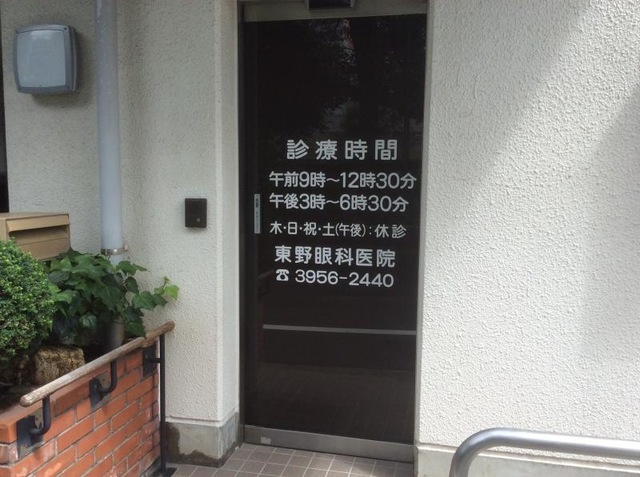 診療時間
午前9時～12時30分
午後3時～6時30分
木・日・祝・土(午後)：休診
東野眼科医院
☎ 3956-2440